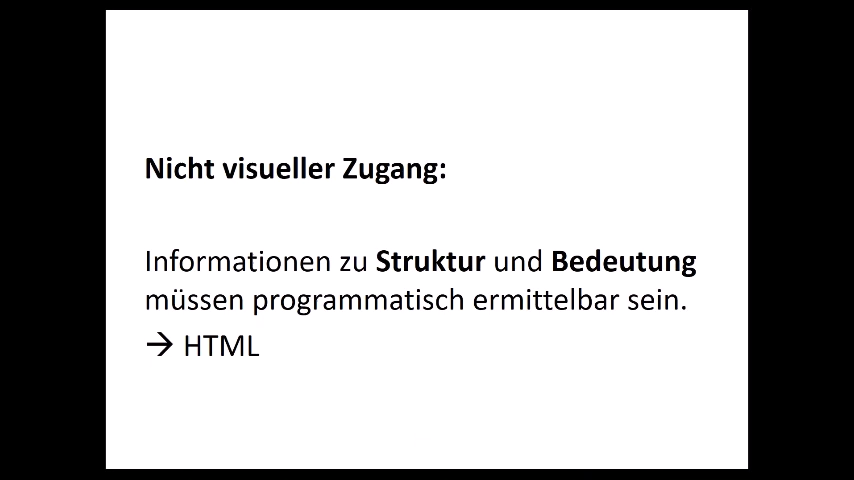 Nicht visueller Zugang:
Informationen zu Struktur und Bedeutung
müssen programmatisch ermittelbar sein.
→ HTML